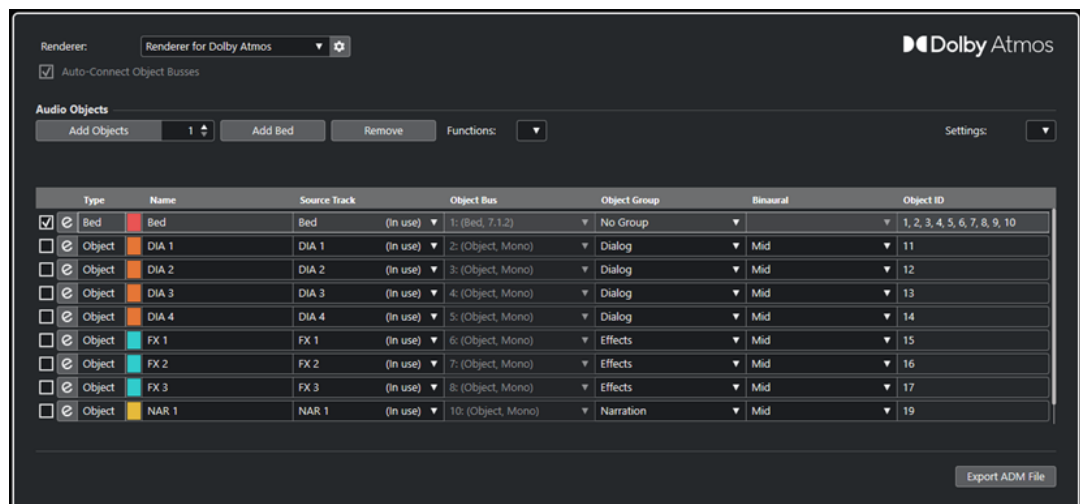 Renderer: Renderer for Dolby Atmos
Dolby Atmos
Auto-Connect Object Busses
Audio Objects
Add Objects 1 Add Bed Remove Functions: Settings:
Type Name Source Track Object Bus Object Group Binaural Object ID
Bed Bed Bed (In use) 1: (Bed, 7.1.2) No Group 1, 2, 3, 4, 5, 6, 7, 8, 9, 10
Object DIA 1 DIA 1 (In use) 2: (Object, Mono) Dialog Mid 11
Object DIA 2 DIA 2 (In use) 3: (Object, Mono) Dialog Mid 12
Object DIA 3 DIA 3 (In use) 4: (Object, Mono) Dialog Mid 13
Object DIA 4 DIA 4 (In use) 5: (Object, Mono) Dialog Mid 14
Object FX 1 FX 1 (In use) 6: (Object, Mono) Effects Mid 15
Object FX 2 FX 2 (In use) 7: (Object, Mono) Effects Mid 16
Object FX 3 FX 3 (In use) 8: (Object, Mono) Effects Mid 17
Object NAR 1 NAR 1 (In use) 10: (Object, Mono) Narration Mid 19
Export ADM File